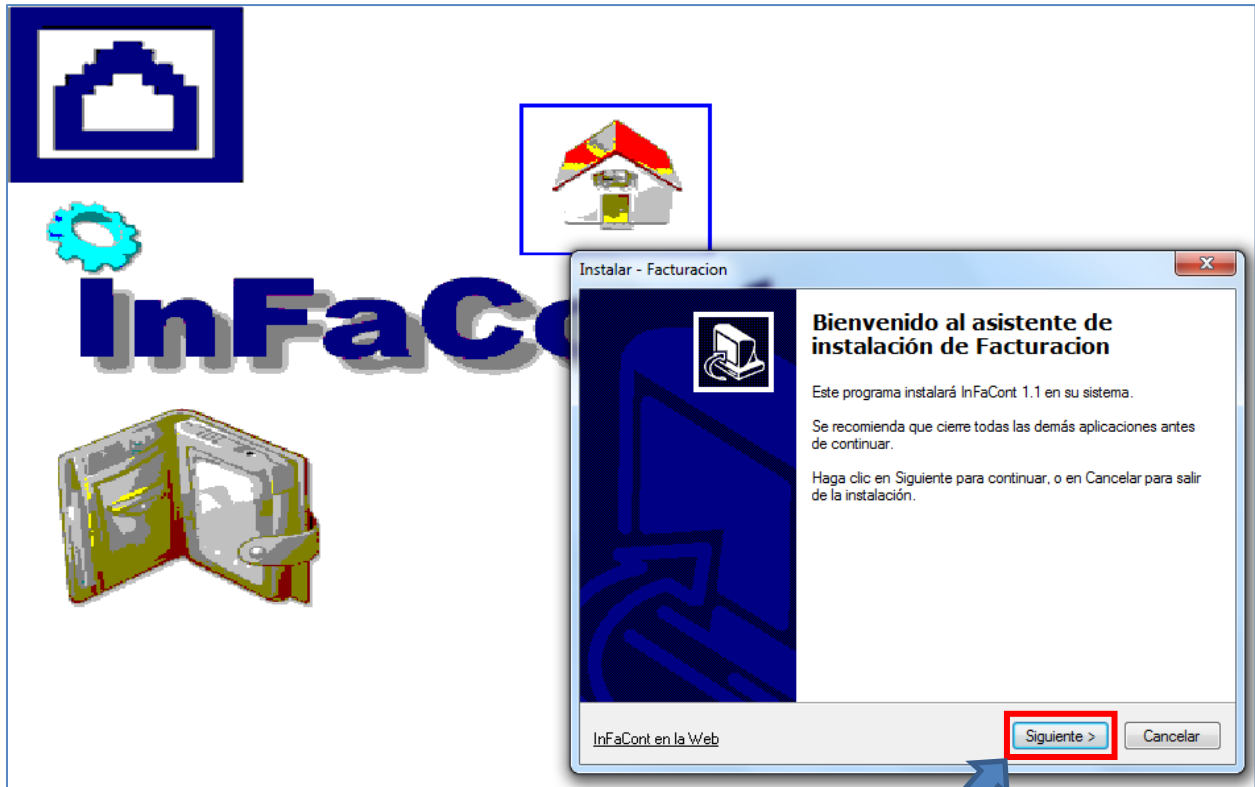 InFaCo
Instalar - Facturacion
Bienvenido al asistente de
instalación de Facturacion
Este programa instalará InFaCont 1.1 en su sistema.
Se recomienda que cierre todas las demás aplicaciones antes
de continuar.
Haga clic en Siguiente para continuar, o en Cancelar para salir
de la instalación.
InFaCont en la Web
Siguiente >
Cancelar